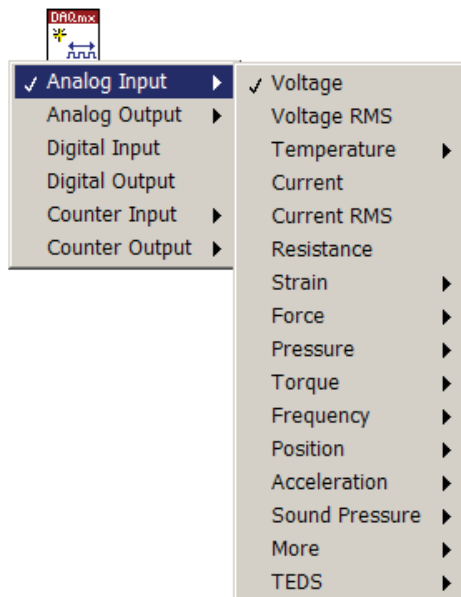 DAQmx
Analog Input
Analog Output
Digital Input
Digital Output
Counter Input
Counter Output
Voltage
Voltage RMS
Temperature
Current
Current RMS
Resistance
Strain
Force
Pressure
Torque
Frequency
Position
Acceleration
Sound Pressure
More
TEDS